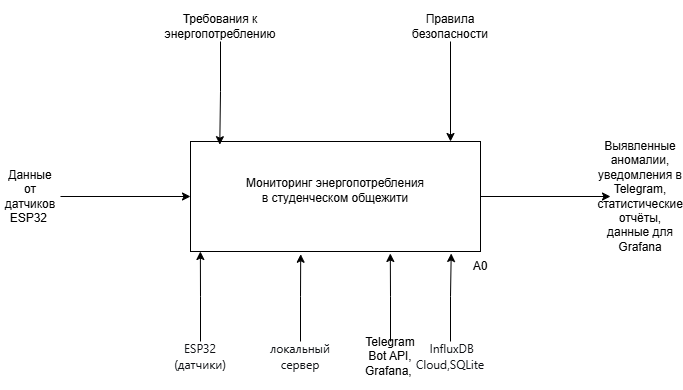 Требования к
энергопотреблению
Правила
безопасности
Данные
от
датчиков
ESP32
Мониторинг энергопотребления
в студенческом общежити
Выявленные
аномалии,
уведомления в
Telegram,
статистические
отчёты,
данные для
Grafana
A0
ESP32
(датчики)
локальный
сервер
Telegram
Bot API,
Grafana,
InfluxDB
Cloud,SQLite